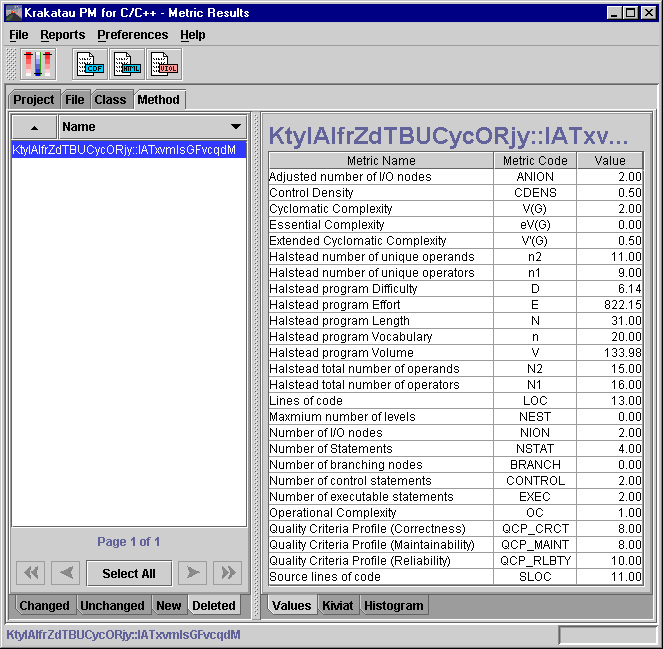 Krakatau PM for C/C++ - Metric Results
File Reports Preferences Help
CDF HTML VIOL
Project File Class Method
Name
KtylAlfrZdTBUCycORjy::IATxvmIsGFvcqdM
Page 1 of 1
Select All
Changed Unchanged New Deleted
KtylAlfrZdTBUCycORjy::IATxv...
Metric Name Metric Code Value
Adjusted number of I/O nodes ANION 2.00
Control Density CDENS 0.50
Cyclomatic Complexity V(G) 2.00
Essential Complexity eV(G) 0.00
Extended Cyclomatic Complexity V'(G) 0.50
Halstead number of unique operands n2 11.00
Halstead number of unique operators n1 9.00
Halstead program Difficulty D 6.14
Halstead program Effort E 822.15
Halstead program Length N 31.00
Halstead program Vocabulary n 20.00
Halstead program Volume V 133.98
Halstead total number of operands N2 15.00
Halstead total number of operators N1 16.00
Lines of code LOC 13.00
Maxmium number of levels NEST 0.00
Number of I/O nodes NION 2.00
Number of Statements NSTAT 4.00
Number of branching nodes BRANCH 0.00
Number of control statements CONTROL 2.00
Number of executable statements EXEC 2.00
Operational Complexity OC 1.00
Quality Criteria Profile (Correctness) QCP_CRCT 8.00
Quality Criteria Profile (Maintainability) QCP_MAINT 8.00
Quality Criteria Profile (Reliability) QCP_RLBTY 10.00
Source lines of code SLOC 11.00
Values Kiviat Histogram
KtylAlfrZdTBUCycORjy::IATxvmIsGFvcqdM